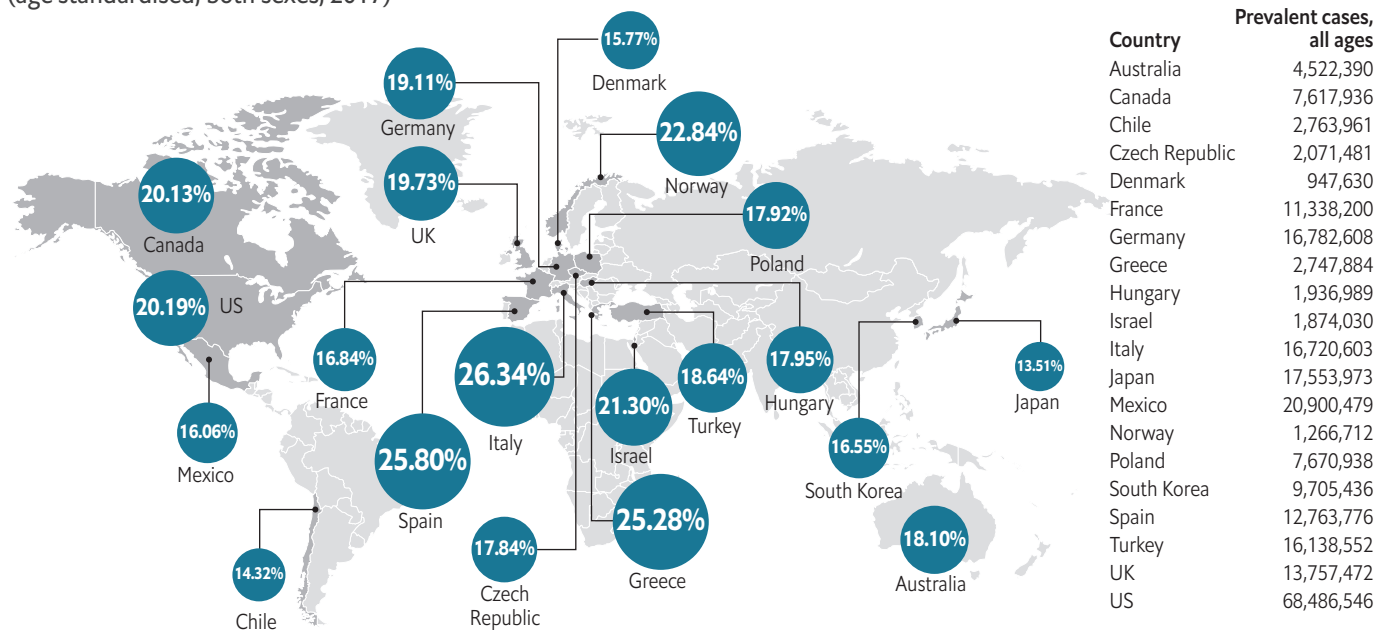 (age standardised, both sexes, 2017)
15.77%
Denmark
19.11%
Germany
22.84%
Norway
19.73%
UK
20.13%
Canada
17.92%
Poland
20.19%
US
16.84%
France
26.34%
Italy
21.30%
Israel
18.64%
Turkey
17.95%
Hungary
13.51%
Japan
16.06%
Mexico
25.80%
Spain
16.55%
South Korea
25.28%
Greece
17.84%
Czech
Republic
18.10%
Australia
14.32%
Chile
Prevalent cases,
Country all ages
Australia 4,522,390
Canada 7,617,936
Chile 2,763,961
Czech Republic 2,071,481
Denmark 947,630
France 11,338,200
Germany 16,782,608
Greece 2,747,884
Hungary 1,936,989
Israel 1,874,030
Italy 16,720,603
Japan 17,553,973
Mexico 20,900,479
Norway 1,266,712
Poland 7,670,938
South Korea 9,705,436
Spain 12,763,776
Turkey 16,138,552
UK 13,757,472
US 68,486,546